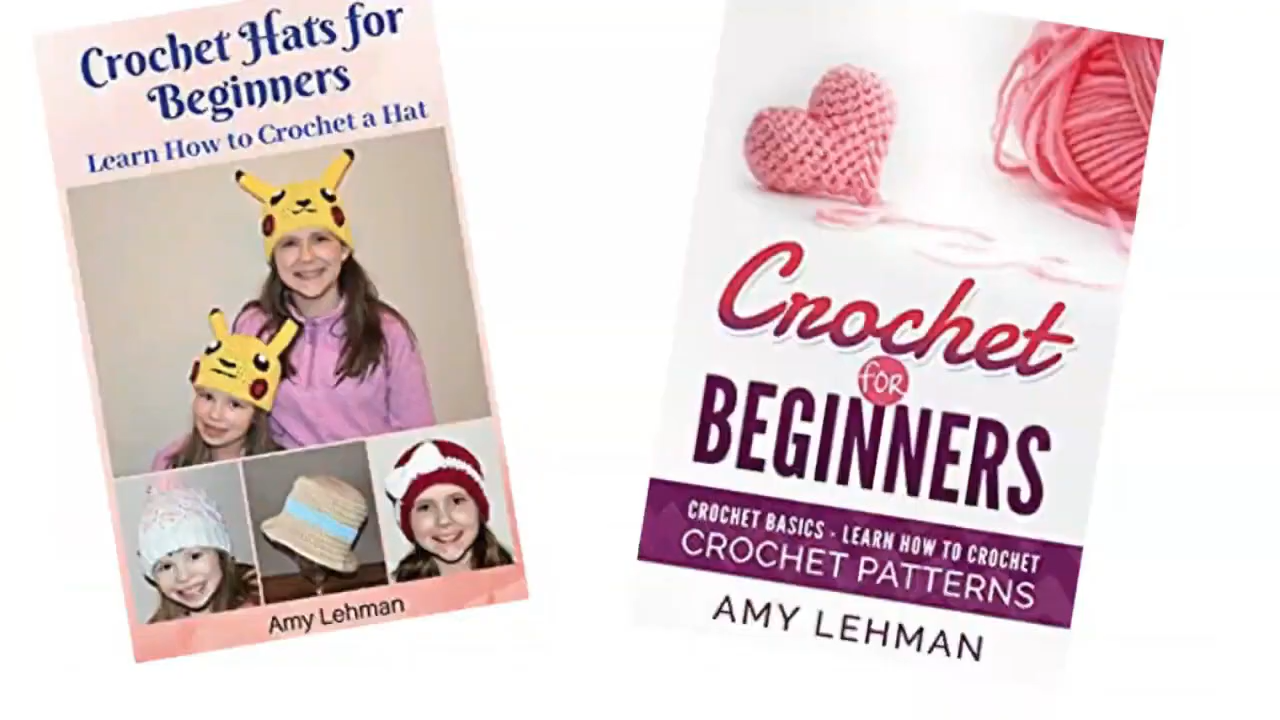 Crochet Hats for
Beginners
Learn How to Crochet a Hat
Amy Lehman
Crochet
for
BEGINNERS
CROCHET BASICS - LEARN HOW TO CROCHET
CROCHET PATTERNS
AMY LEHMAN